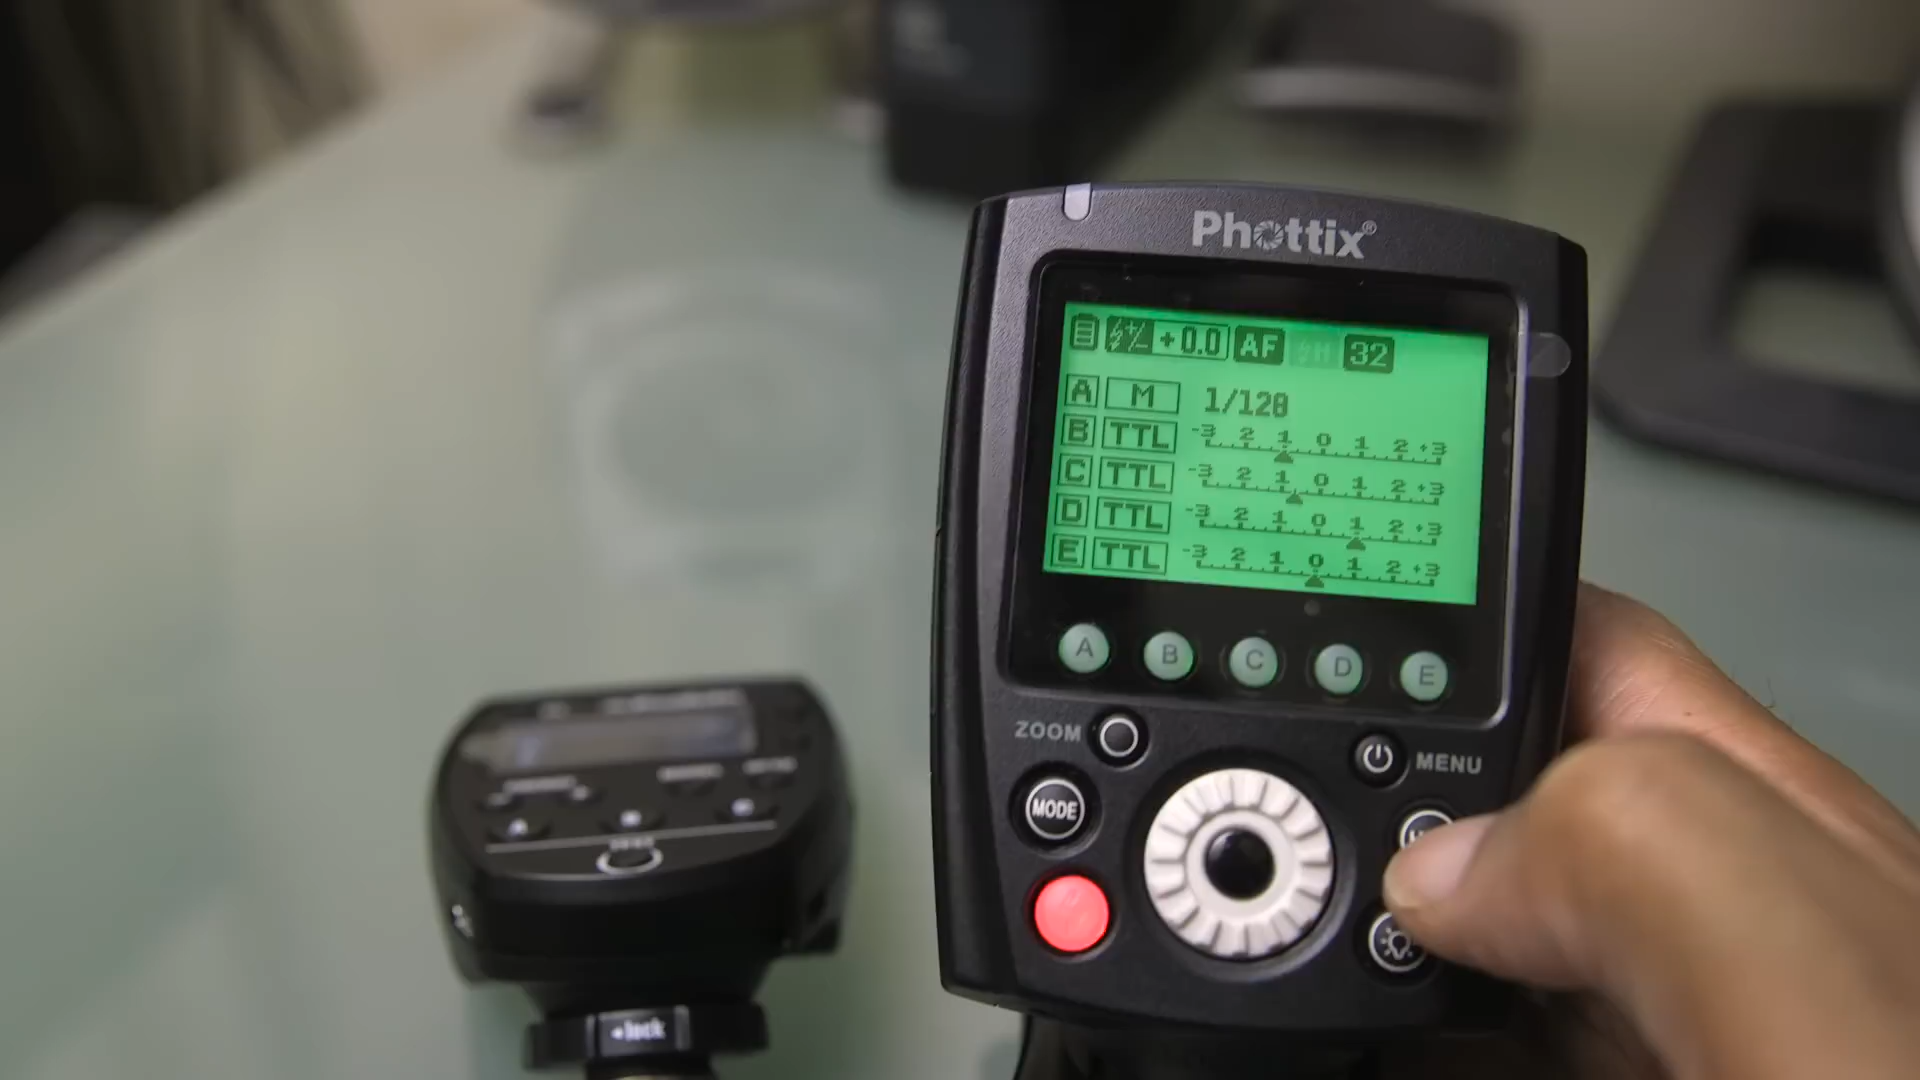 Phottix®
+0.0 AF 32
A M 1/128
B TTL -3 2 1 0 1 2 +3
C TTL -3 2 1 0 1 2 +3
D TTL -3 2 1 0 1 2 +3
E TTL -3 2 1 0 1 2 +3
A B C D E
ZOOM
MENU
MODE
lock